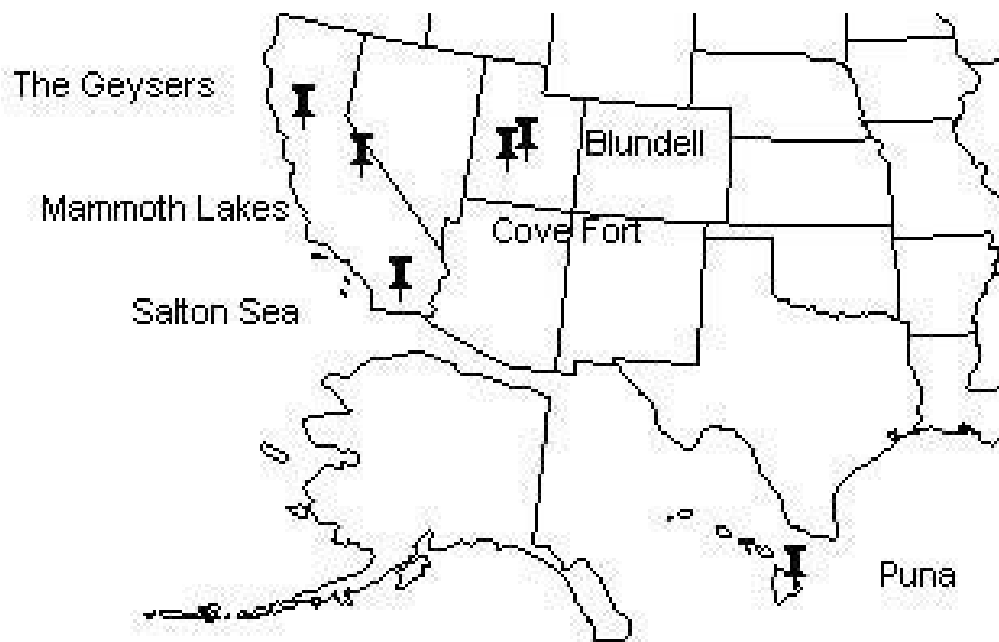 The Geysers
Blundell
Mammoth Lakes
Cove Fort
Salton Sea
Puna